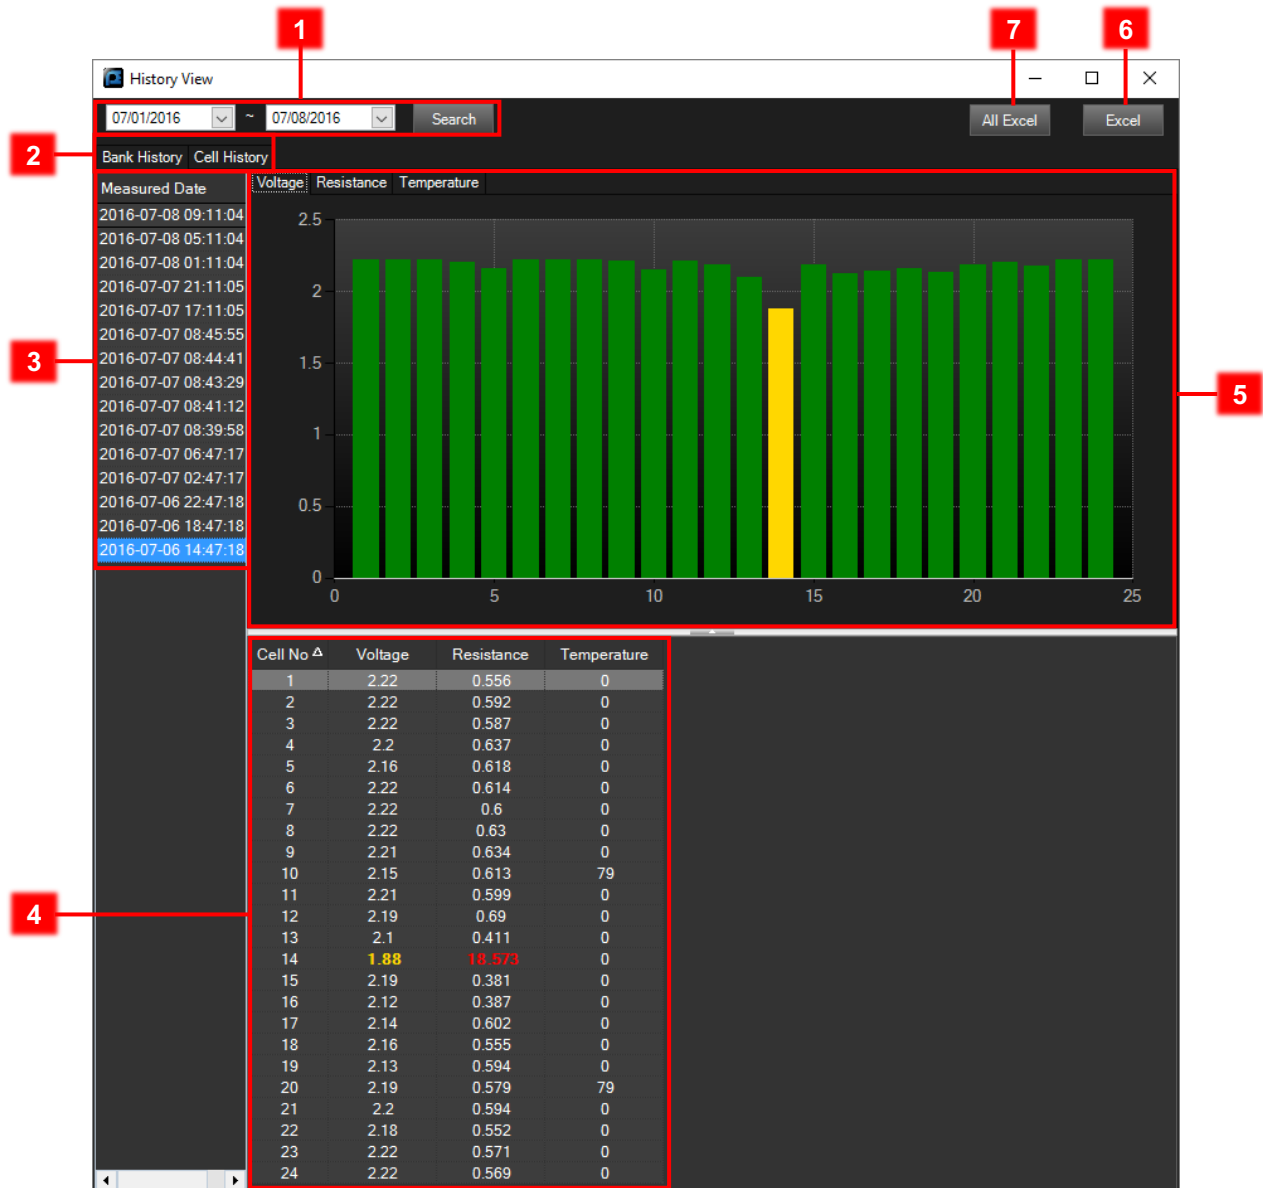 1 7 6
History View
07/01/2016 ~ 07/08/2016 Search All Excel Excel
2
Bank History Cell History
Measured Date
2016-07-08 09:11:04
2016-07-08 05:11:04
2016-07-08 01:11:04
2016-07-07 21:11:05
2016-07-07 17:11:05
2016-07-07 08:45:55
3
2016-07-07 08:44:41
2016-07-07 08:43:29
2016-07-07 08:41:12
2016-07-07 08:39:58
2016-07-07 06:47:17
2016-07-07 02:47:17
2016-07-06 22:47:18
2016-07-06 18:47:18
2016-07-06 14:47:18
Voltage Resistance Temperature
2.5
2
1.5
1
0.5
0
0 5 10 15 20 25
5
Cell No Voltage Resistance Temperature
1 2.22 0.556 0
2 2.22 0.592 0
3 2.22 0.587 0
4 2.2 0.637 0
5 2.16 0.618 0
6 2.22 0.614 0
7 2.22 0.6 0
8 2.22 0.63 0
9 2.21 0.634 0
10 2.15 0.613 79
11 2.21 0.599 0
4
12 2.19 0.69 0
13 2.1 0.411 0
14 1.88 18.573 0
15 2.19 0.381 0
16 2.12 0.387 0
17 2.14 0.602 0
18 2.16 0.555 0
19 2.13 0.594 0
20 2.19 0.579 79
21 2.2 0.594 0
22 2.18 0.552 0
23 2.22 0.571 0
24 2.22 0.569 0